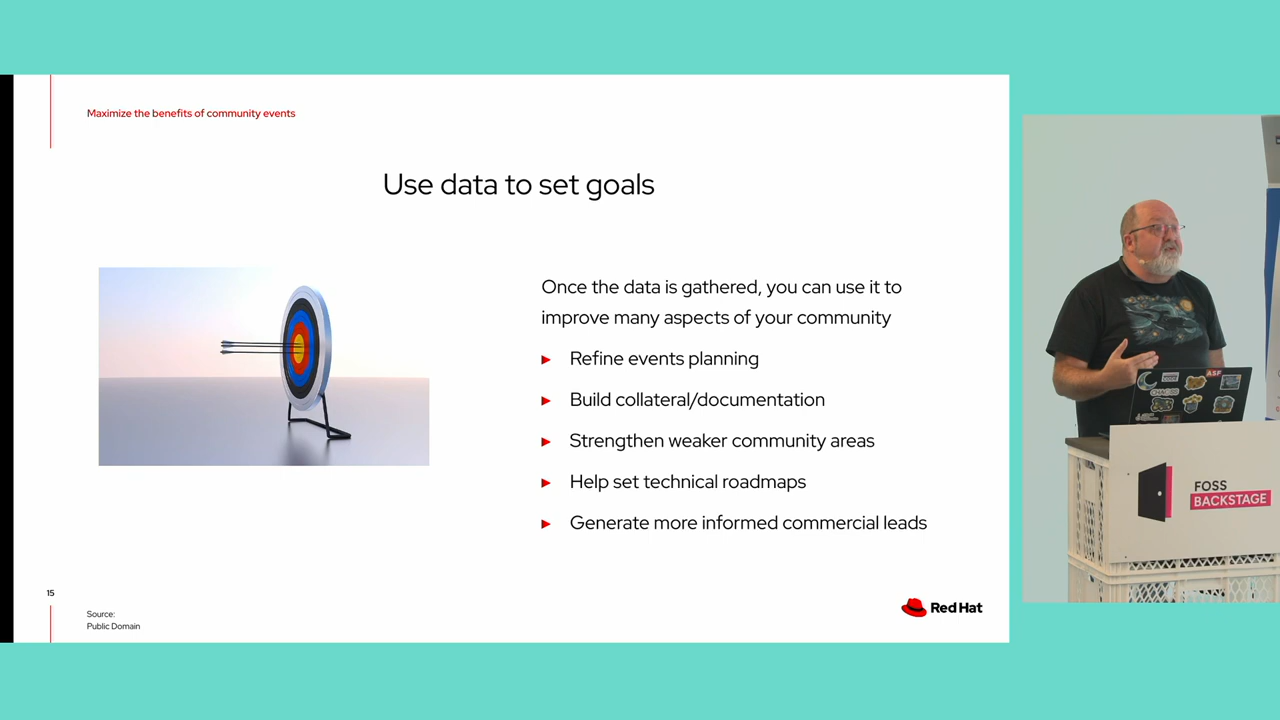 Maximize the benefits of community events
Use data to set goals
Once the data is gathered, you can use it to
improve many aspects of your community
▶ Refine events planning
▶ Build collateral/documentation
▶ Strengthen weaker community areas
▶ Help set technical roadmaps
▶ Generate more informed commercial leads
15
Source:
Public Domain
Red Hat
ASF
FOSS
BACKSTAGE